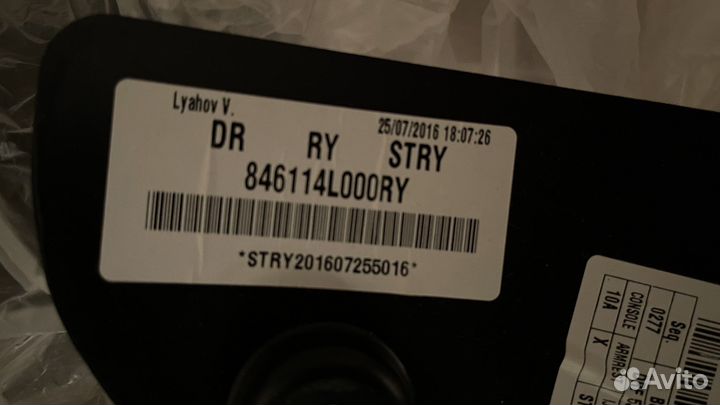 Lyahov V.
25/07/2016 18:07:26
DR RY STRY
846114L000RY
*STRY201607255016*
Seq.
0277
CONSOLE
10A
X
Avito